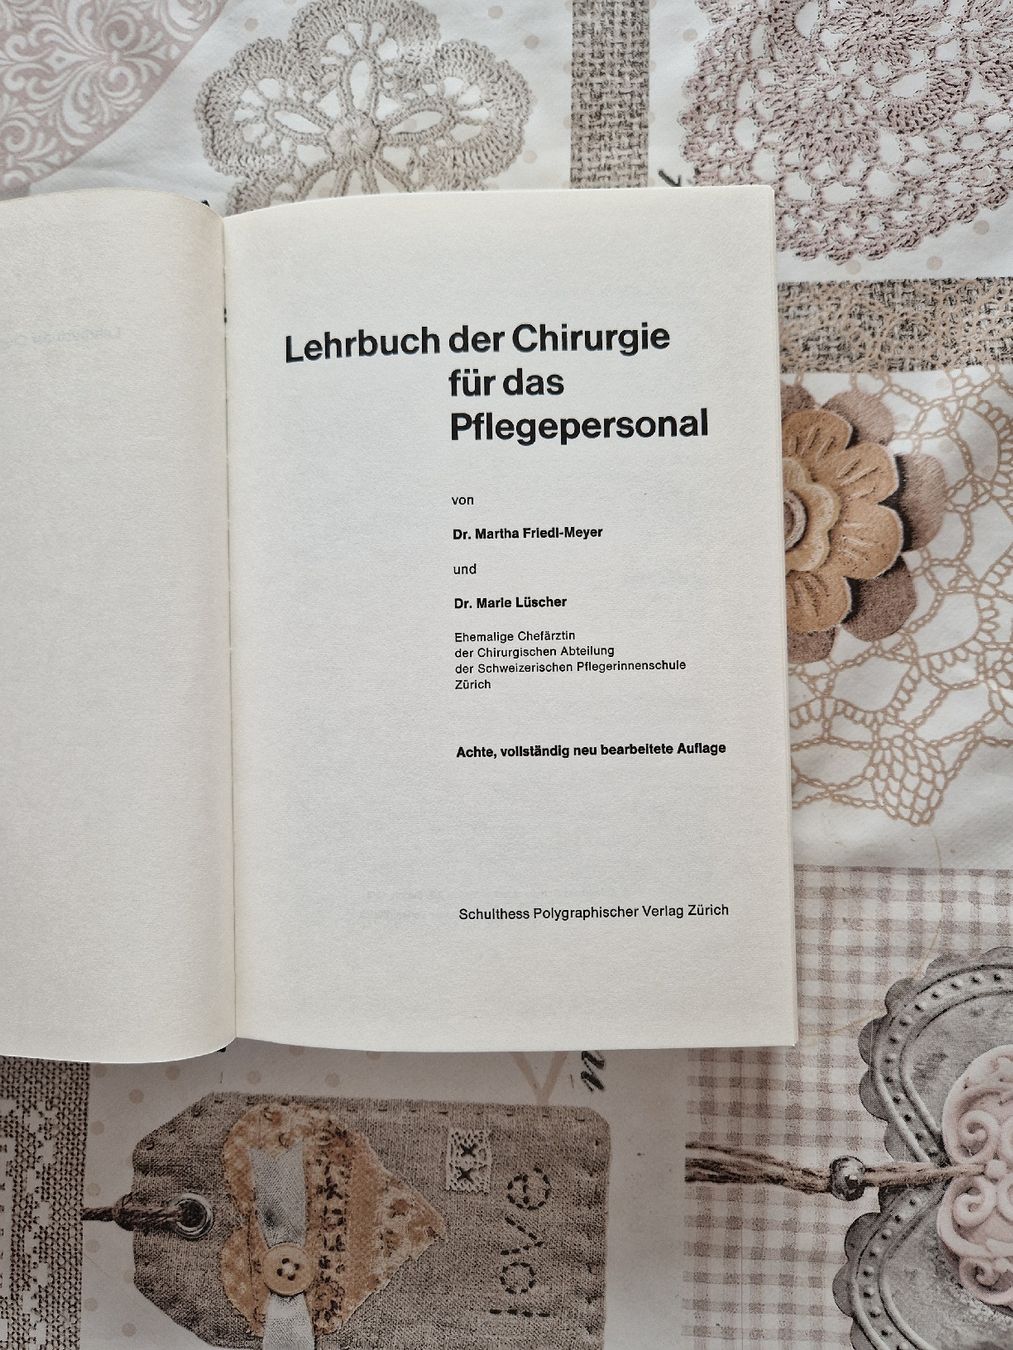 Lehrbuch der Chirurgie
für das
Pflegepersonal
von
Dr. Martha Friedl-Meyer
und
Dr. Marie Lüscher
Ehemalige Chefärztin
der Chirurgischen Abteilung
der Schweizerischen Pflegerinnenschule
Zürich
Achte, vollständig neu bearbeitete Auflage
Schulthess Polygraphischer Verlag Zürich
love